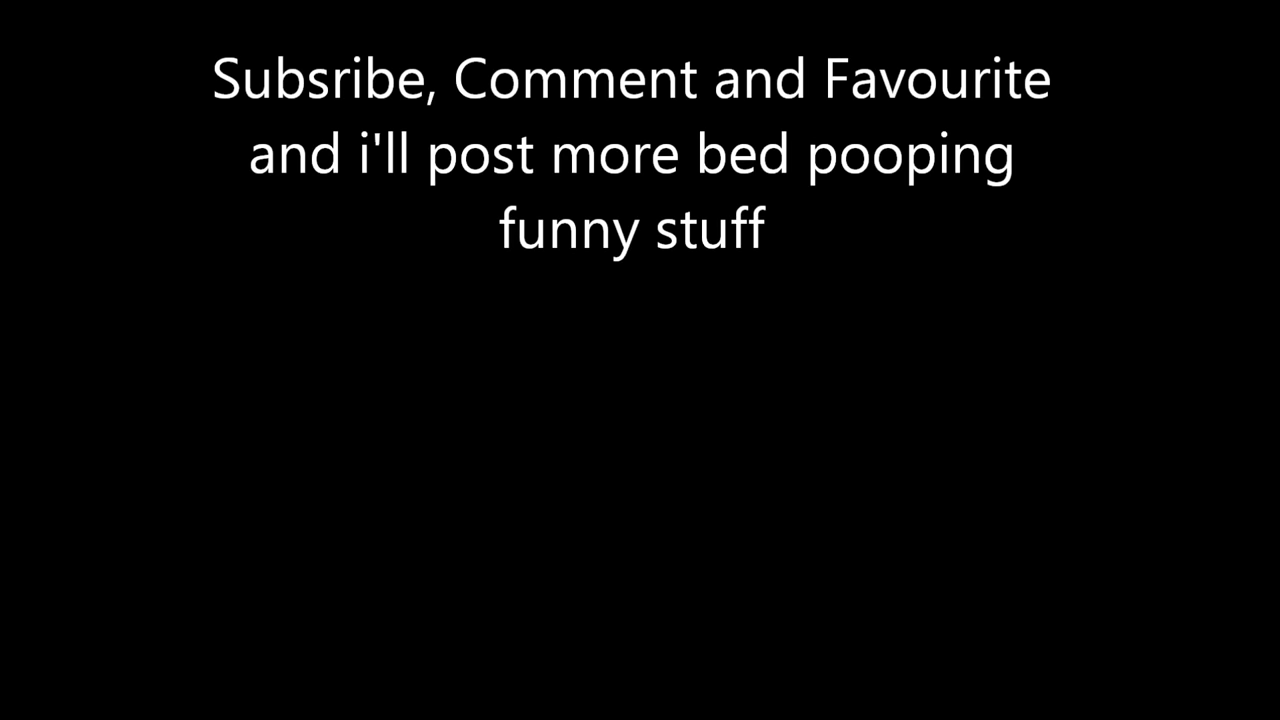 Subsribe, Comment and Favourite
and i'll post more bed pooping
funny stuff